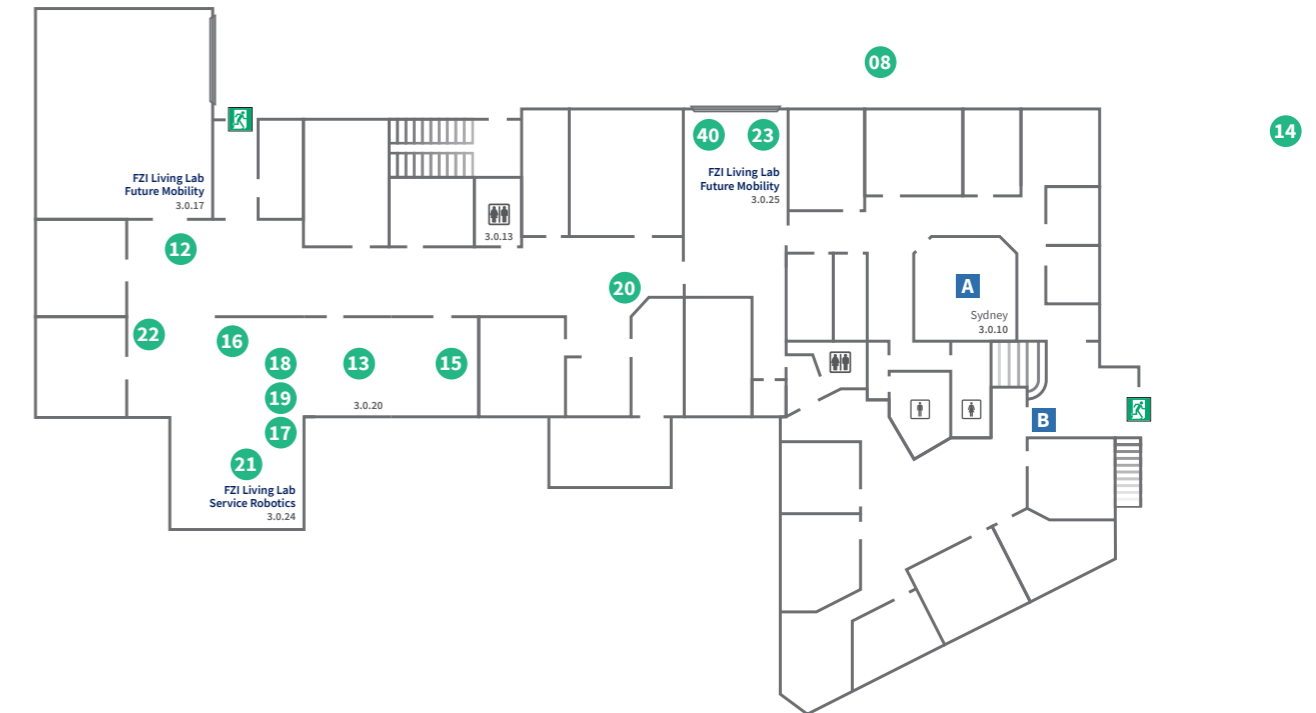 08
14
40
23
FZI Living Lab
Future Mobility
3.0.25
FZI Living Lab
Future Mobility
3.0.17
3.0.13
12
20
A
Sydney
3.0.10
22
16
18
13
15
19
3.0.20
17
B
21
FZI Living Lab
Service Robotics
3.0.24